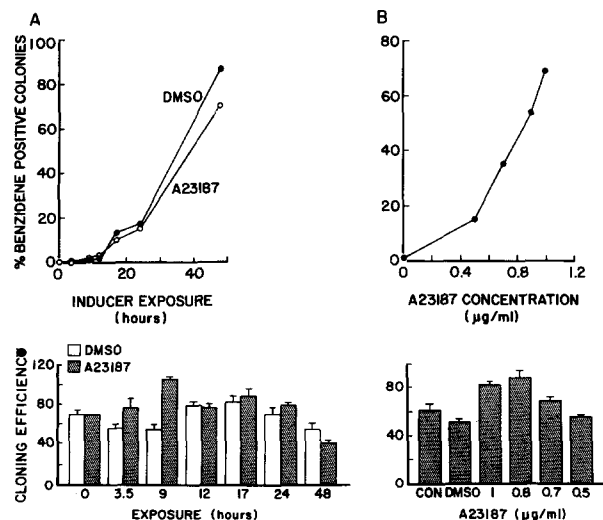 A
100
80
60
40
20
0
% BENZIDENE POSITIVE COLONIES
DMSO
A23187
0 20 40 60
INDUCER EXPOSURE
(hours)
B
80
60
40
20
0
0 0.4 0.8 1.2
A23187 CONCENTRATION
(µg/ml)
DMSO
A23187
120
80
40
CLONING EFFICIENC
0 3.5 9 12 17 24 48
EXPOSURE (hours)
80
40
CON DMSO 1 0.8 0.7 0.5
A23187 (µg/ml)